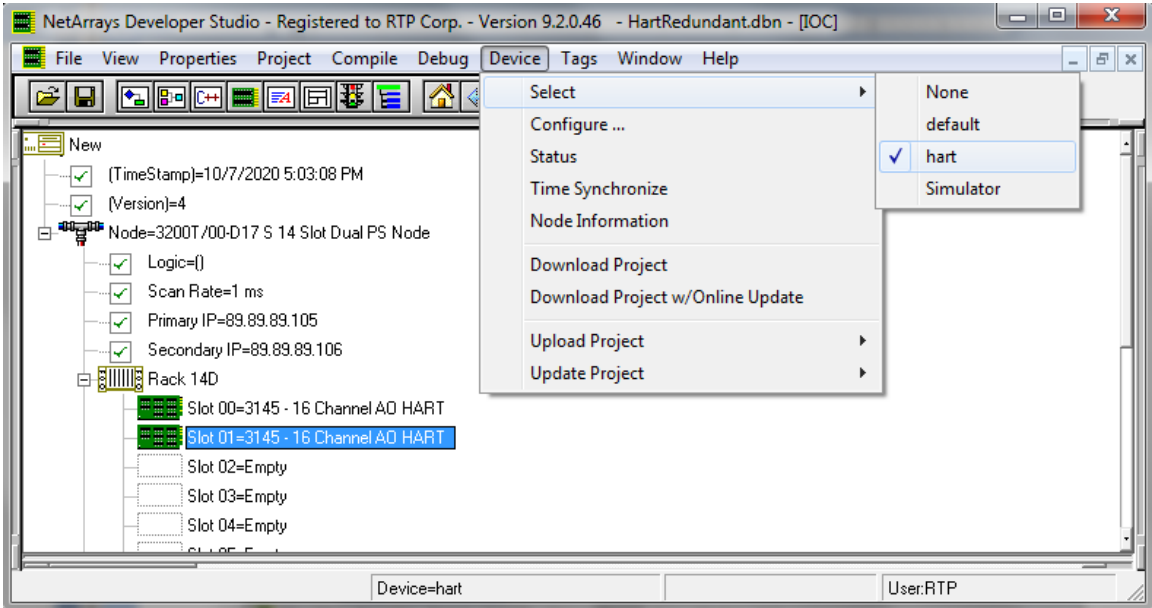 NetArrays Developer Studio - Registered to RTP Corp. - Version 9.2.0.46 - HartRedundant.dbn - [IOC]
File View Properties Project Compile Debug Device Tags Window Help
New
(TimeStamp)=10/7/2020 5:03:08 PM
(Version)=4
Node=3200T/00-D17 S 14 Slot Dual PS Node
Logic=()
Scan Rate=1 ms
Primary IP=89.89.89.105
Secondary IP=89.89.89.106
Rack 14D
Slot 00=3145 - 16 Channel AO HART
Slot 01=3145 - 16 Channel AO HART
Slot 02=Empty
Slot 03=Empty
Slot 04=Empty
Select
Configure ...
Status
Time Synchronize
Node Information
Download Project
Download Project w/Online Update
Upload Project
Update Project
None
default
hart
Simulator
Device=hart
User:RTP